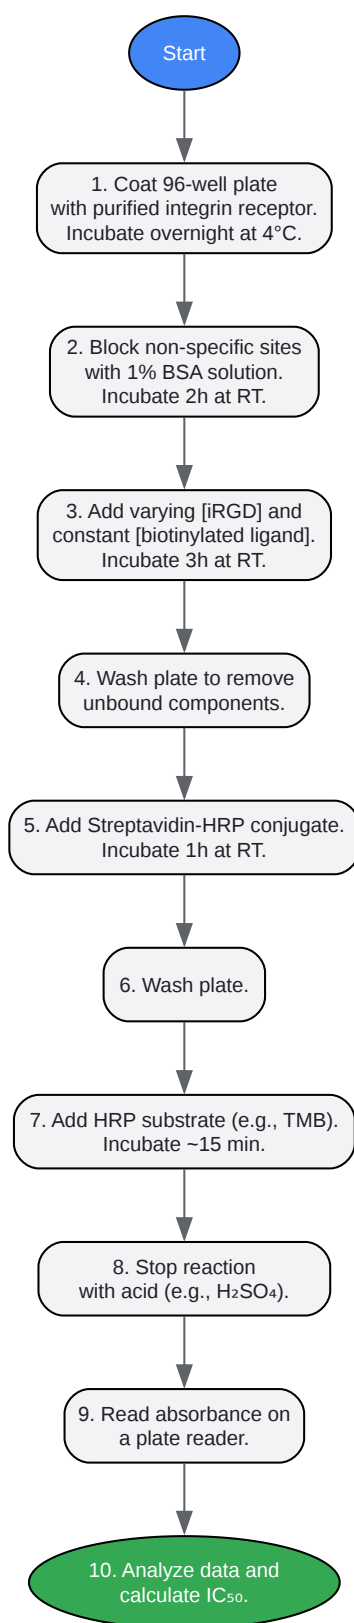 Start
1. Coat 96-well plate
with purified integrin receptor.
Incubate overnight at 4°C.
2. Block non-specific sites
with 1% BSA solution.
Incubate 2h at RT.
3. Add varying [iRGD] and
constant [biotinylated ligand].
Incubate 3h at RT.
4. Wash plate to remove
unbound components.
5. Add Streptavidin-HRP conjugate.
Incubate 1h at RT.
6. Wash plate.
7. Add HRP substrate (e.g., TMB).
Incubate ~15 min.
8. Stop reaction
with acid (e.g., H₂SO₄).
9. Read absorbance on
a plate reader.
10. Analyze data and
calculate IC₅₀.